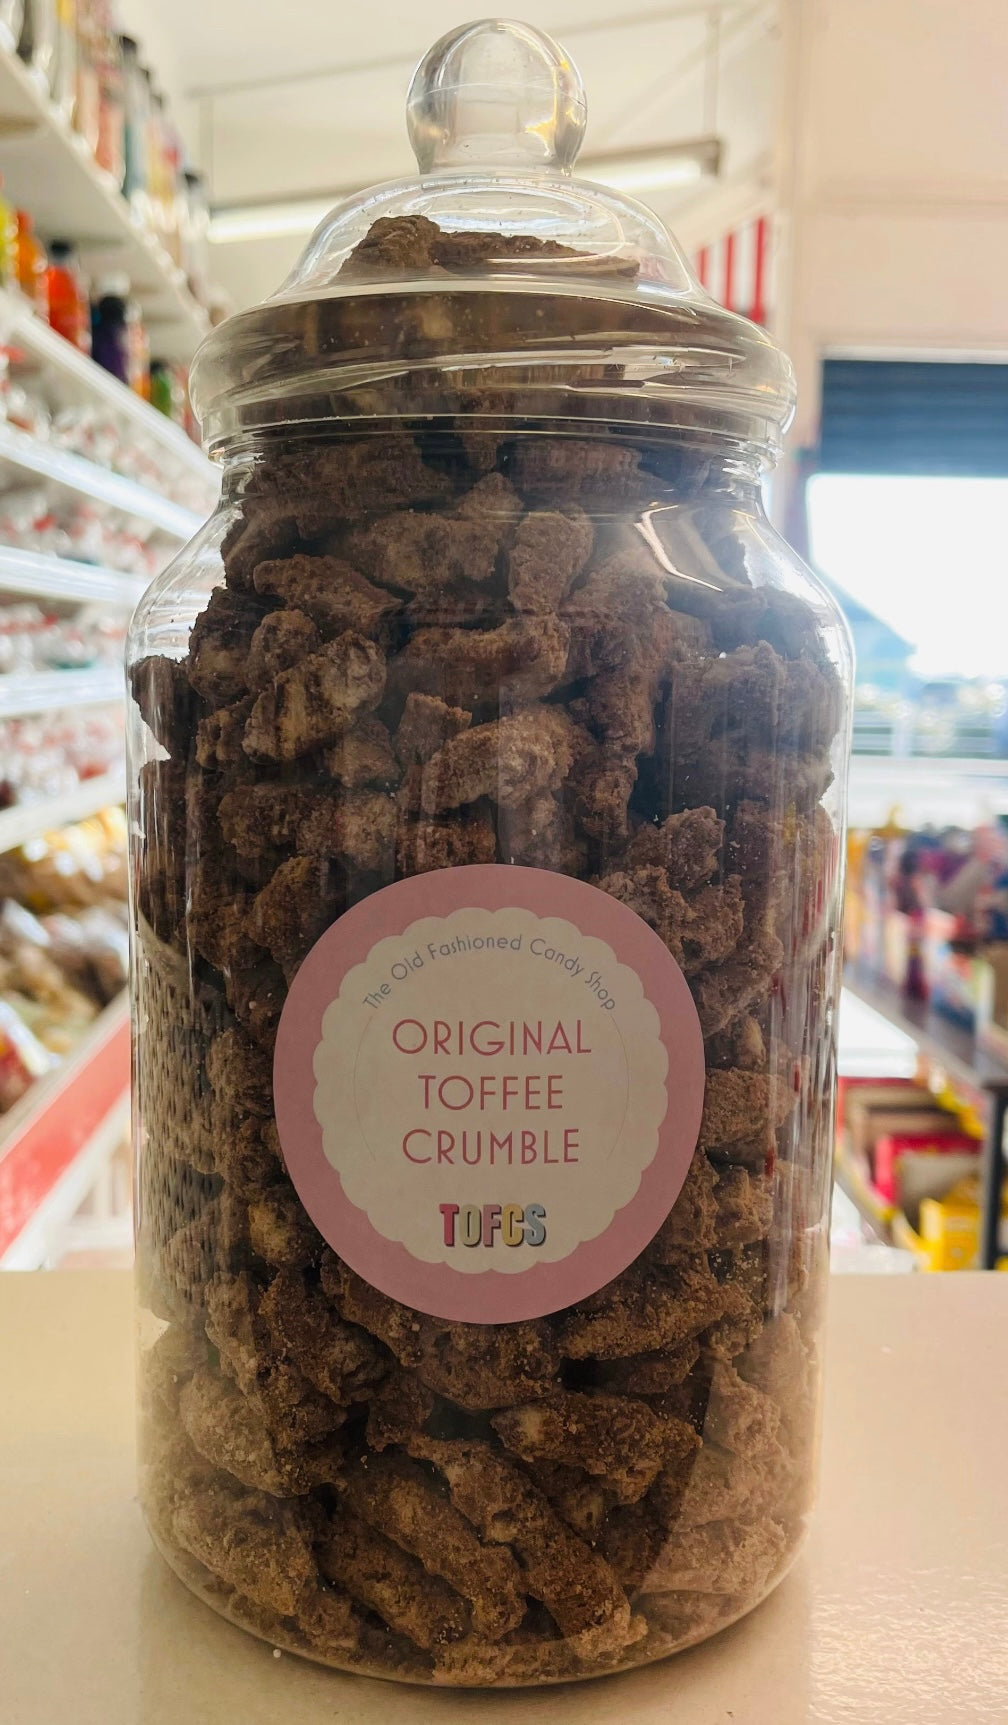 The Old Fashioned Candy Shop
ORIGINAL
TOFFEE
CRUMBLE
TOFCS